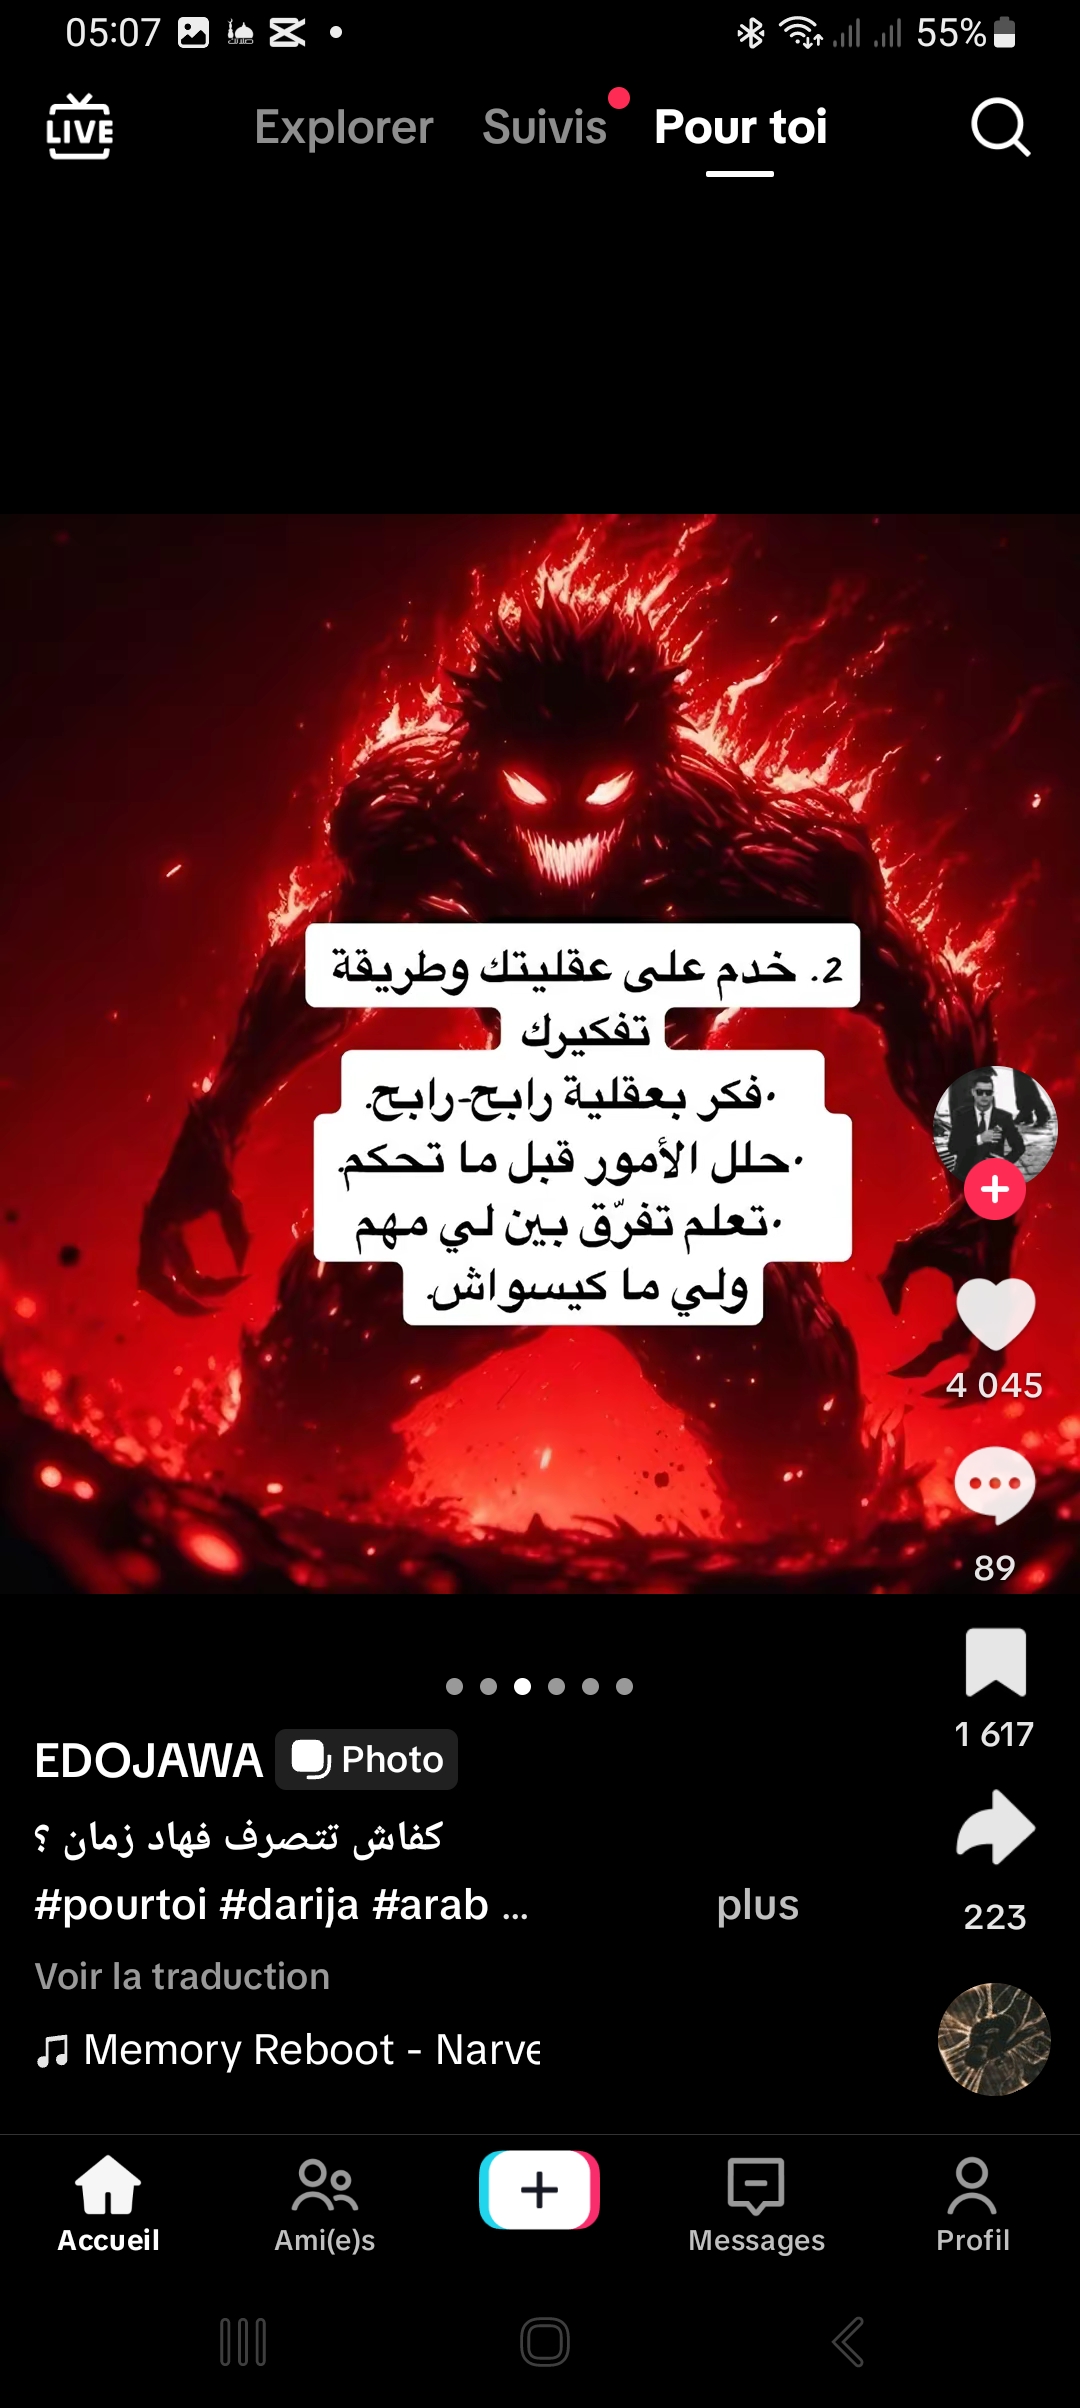 05:07
55%
LIVE
Explorer
Suivis
Pour toi
2. خدم على عقليتك وطريقة
تفكيرك
•فكر بعقلية رابح-رابح.
•حلل الأمور قبل ما تحكم.
•تعلم تفرّق بين لي مهم
ولي ما كيسواش.
4 045
89
1 617
223
EDOJAWA
Photo
كفاش تتصرف فهاد زمان ؟
#pourtoi #darija #arab ...
plus
Voir la traduction
Memory Reboot - Narve
Accueil
Ami(e)s
Messages
Profil